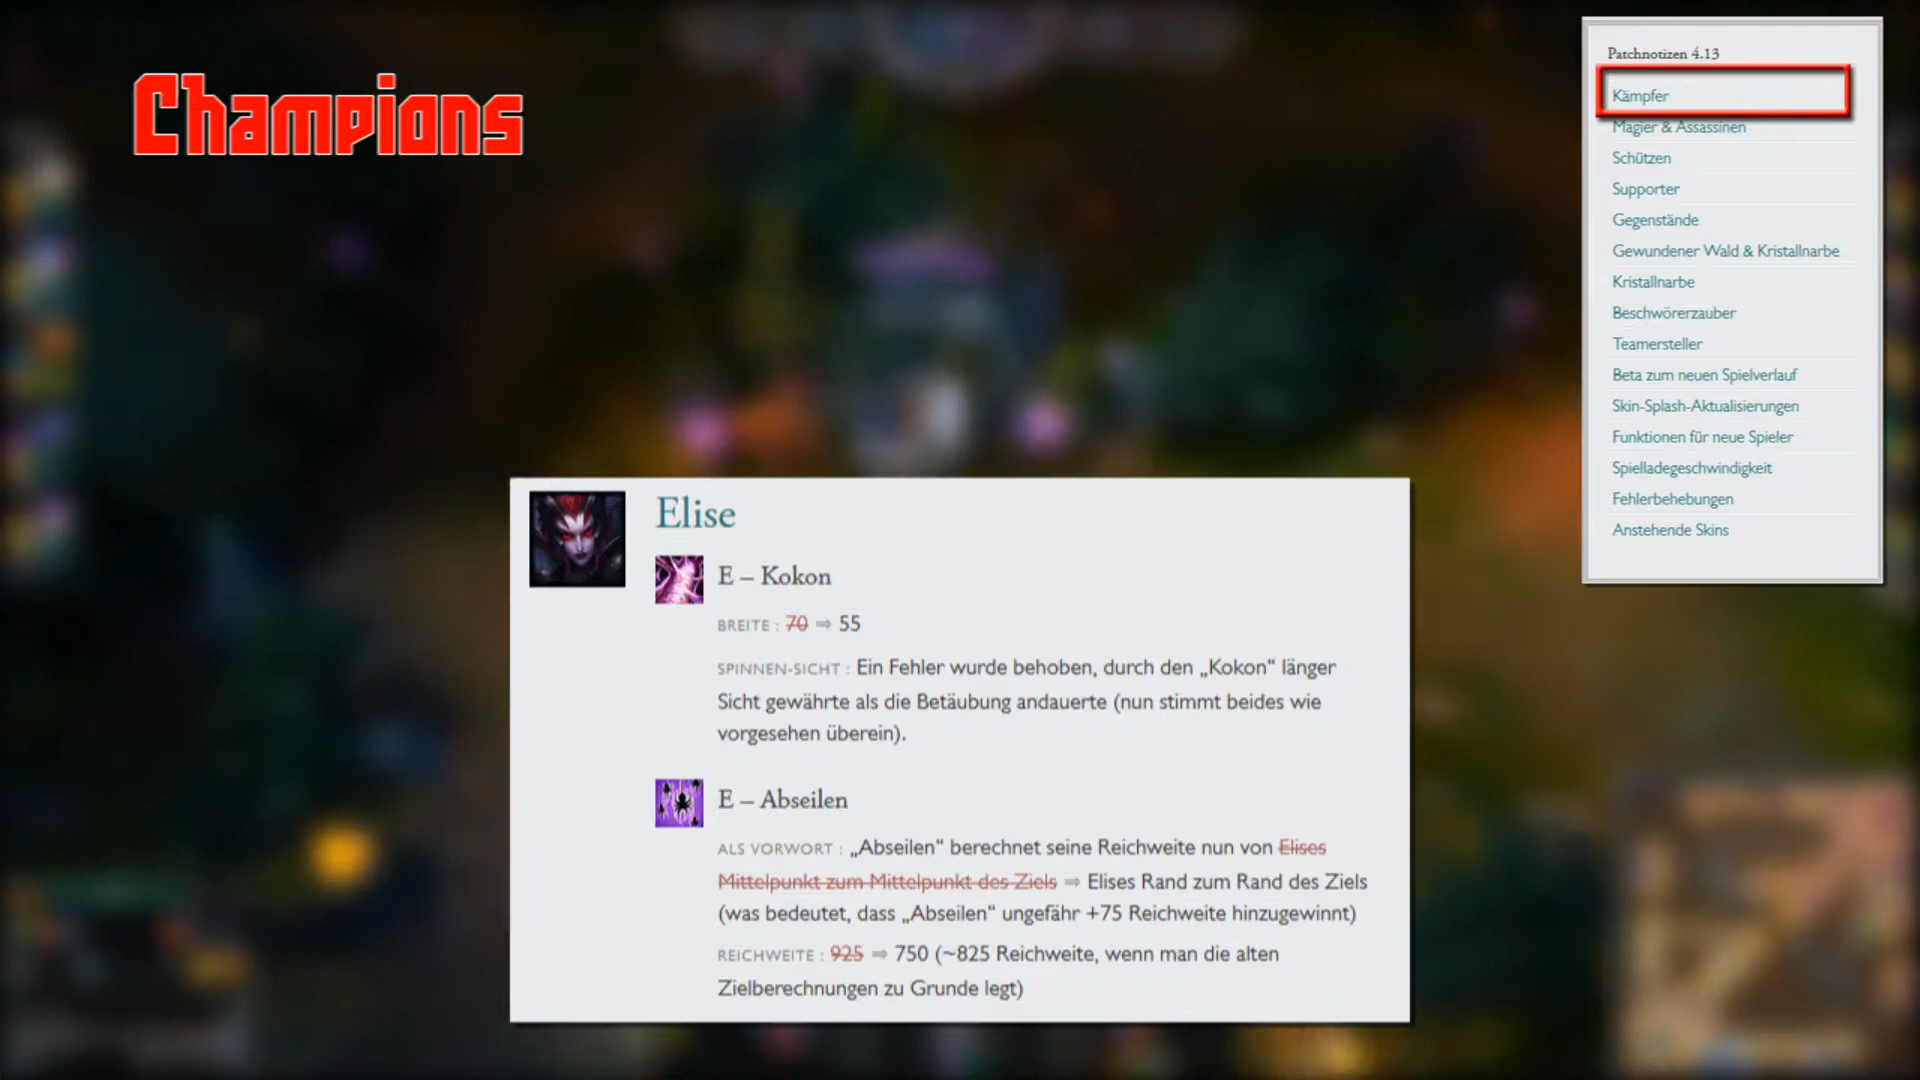 Champions
Patchnotizen 4.13
Kämpfer
Magier & Assassinen
Schützen
Supporter
Gegenstände
Gewundener Wald & Kristallnarbe
Kristallnarbe
Beschwörerzauber
Teamersteller
Beta zum neuen Spielverlauf
Skin-Splash-Aktualisierungen
Funktionen für neue Spieler
Spielladegeschwindigkeit
Fehlerbehebungen
Anstehende Skins
Elise
E – Kokon
BREITE : 70 ⇒ 55
SPINNEN-SICHT : Ein Fehler wurde behoben, durch den „Kokon“ länger
Sicht gewährte als die Betäubung andauerte (nun stimmt beides wie
vorgesehen überein).
E – Abseilen
ALS VORWORT : „Abseilen“ berechnet seine Reichweite nun von Elises
Mittelpunkt zum Mittelpunkt des Ziels ⇒ Elises Rand zum Rand des Ziels
(was bedeutet, dass „Abseilen“ ungefähr +75 Reichweite hinzugewinnt)
REICHWEITE : 925 ⇒ 750 (~825 Reichweite, wenn man die alten
Zielberechnungen zu Grunde legt)